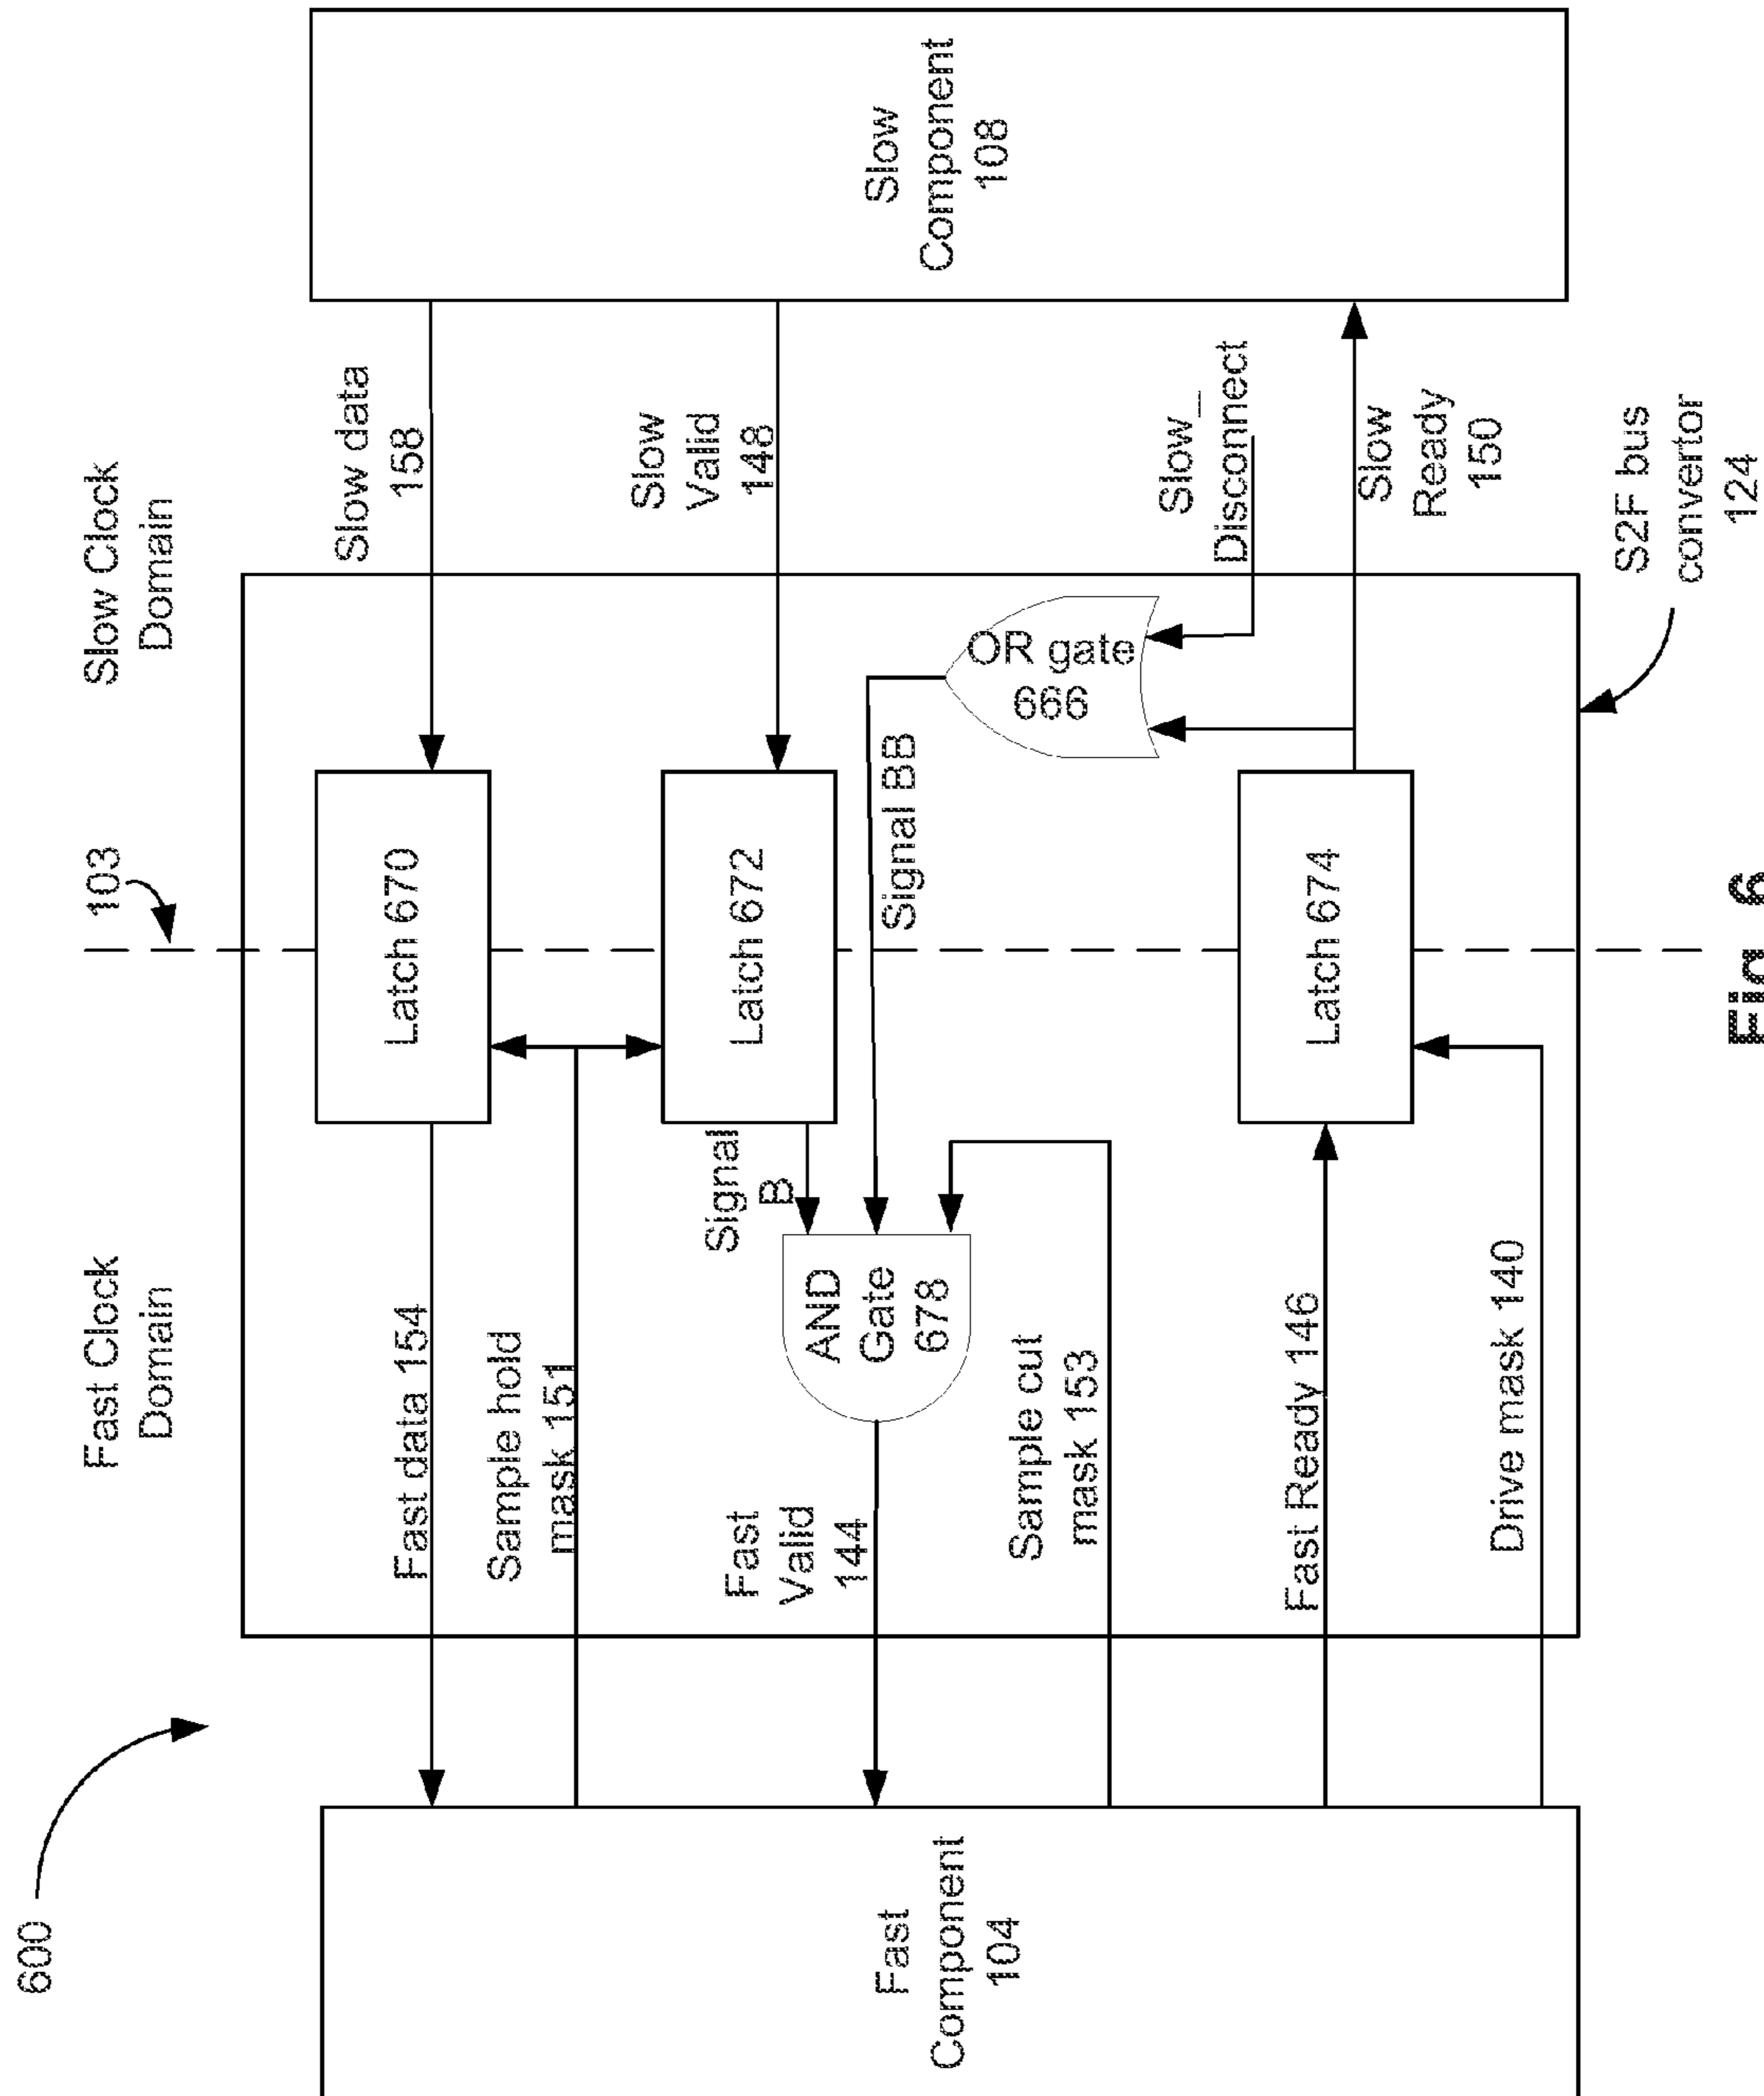 600
Fast Clock
Domain
103
Slow Clock
Domain
Fast
Component
104
Fast data 154
Latch 670
Slow data
158
Slow
Component
108
Sample hold
mask 151
Fast
Valid
144
AND
Gate
678
Signal
B
Latch 672
Slow
Valid
148
Signal BB
OR gate
666
Slow_
Disconnect
Sample cut
mask 153
Fast Ready 146
Latch 674
Slow
Ready
150
Drive mask 140
S2F bus
convertor
124
Fig. 6